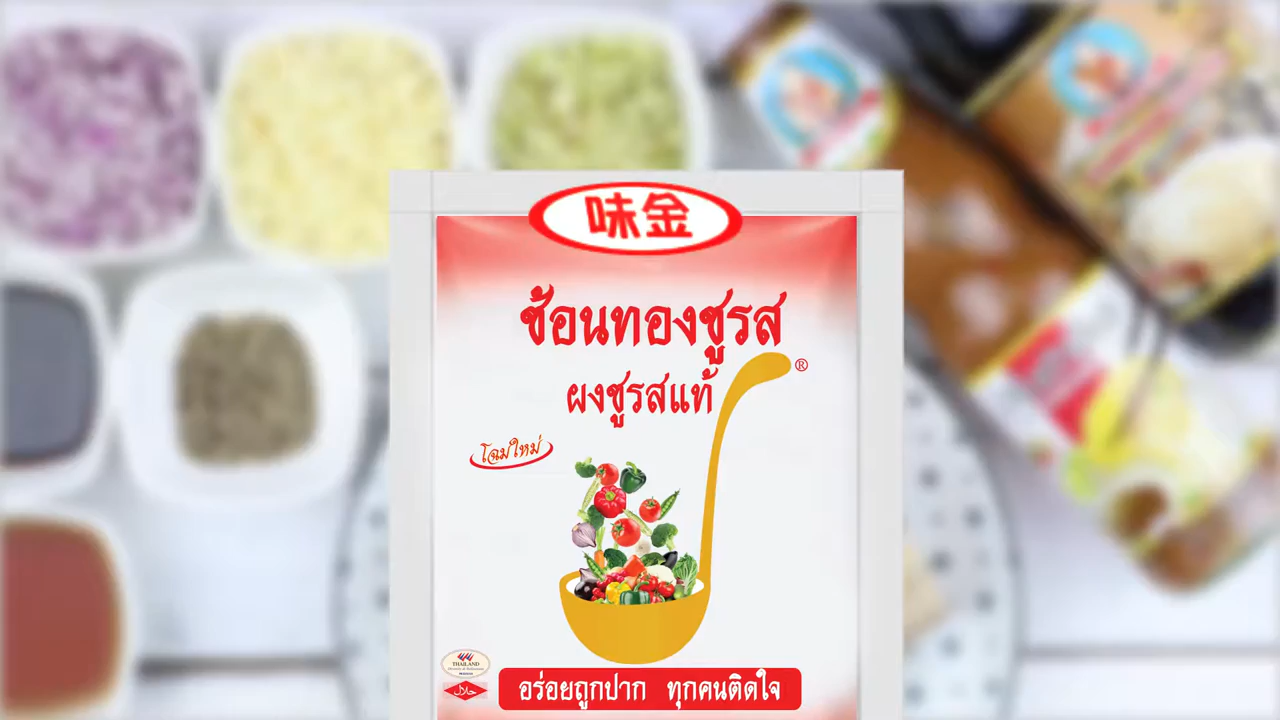 味金
ช้อนทองชูรส
®
ผงชูรสแท้
โฉมใหม่
THAILAND
حلال
อร่อยถูกปาก ทุกคนติดใจ